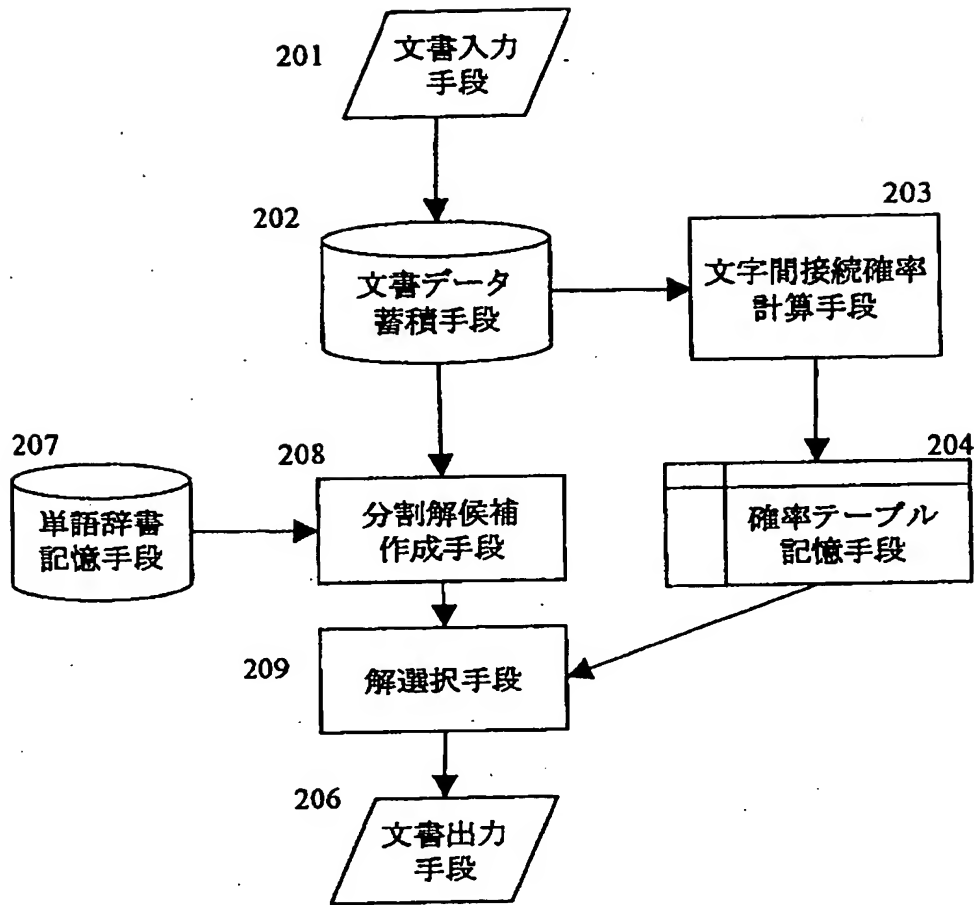 201
文書入力
手段
202
文書データ
蓄積手段
203
文字間接続確率
計算手段
207
単語辞書
記憶手段
208
分割解候補
作成手段
204
確率テーブル
記憶手段
209
解選択手段
206
文書出力
手段